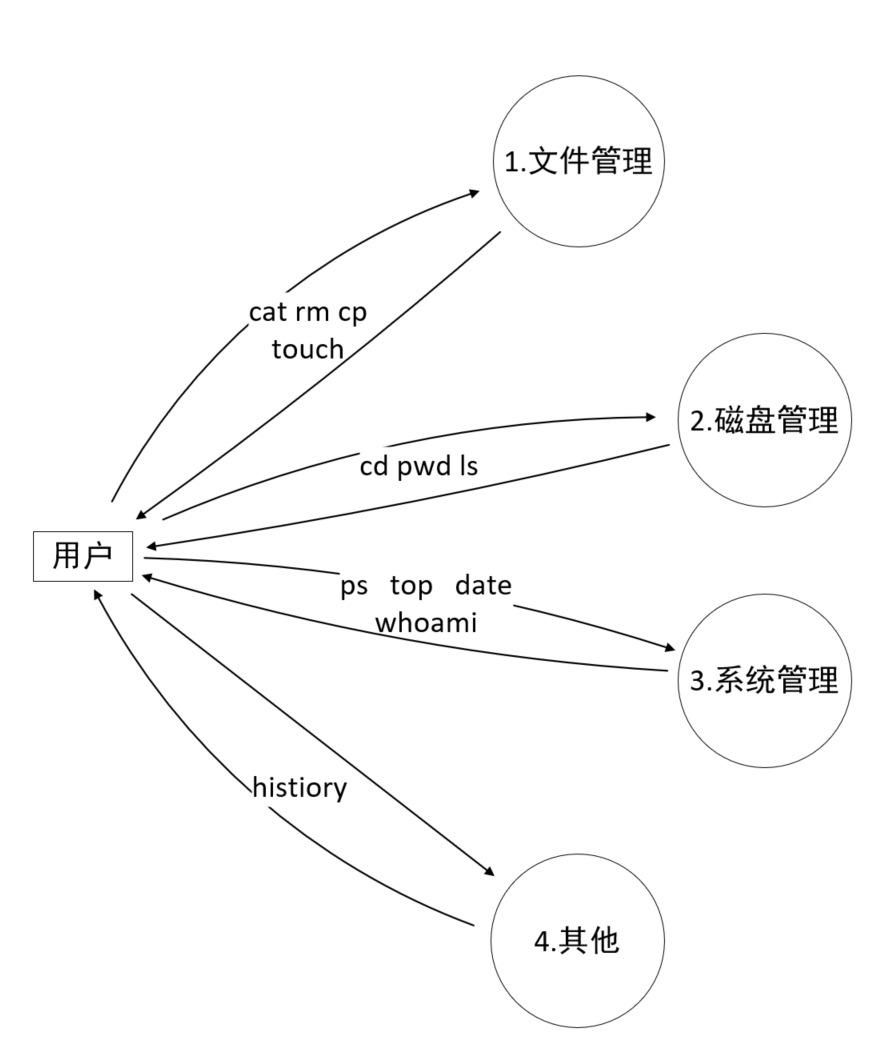 1.文件管理
cat rm cp
touch
2.磁盘管理
cd pwd ls
用户
ps top date
whoami
3.系统管理
histiory
4.其他